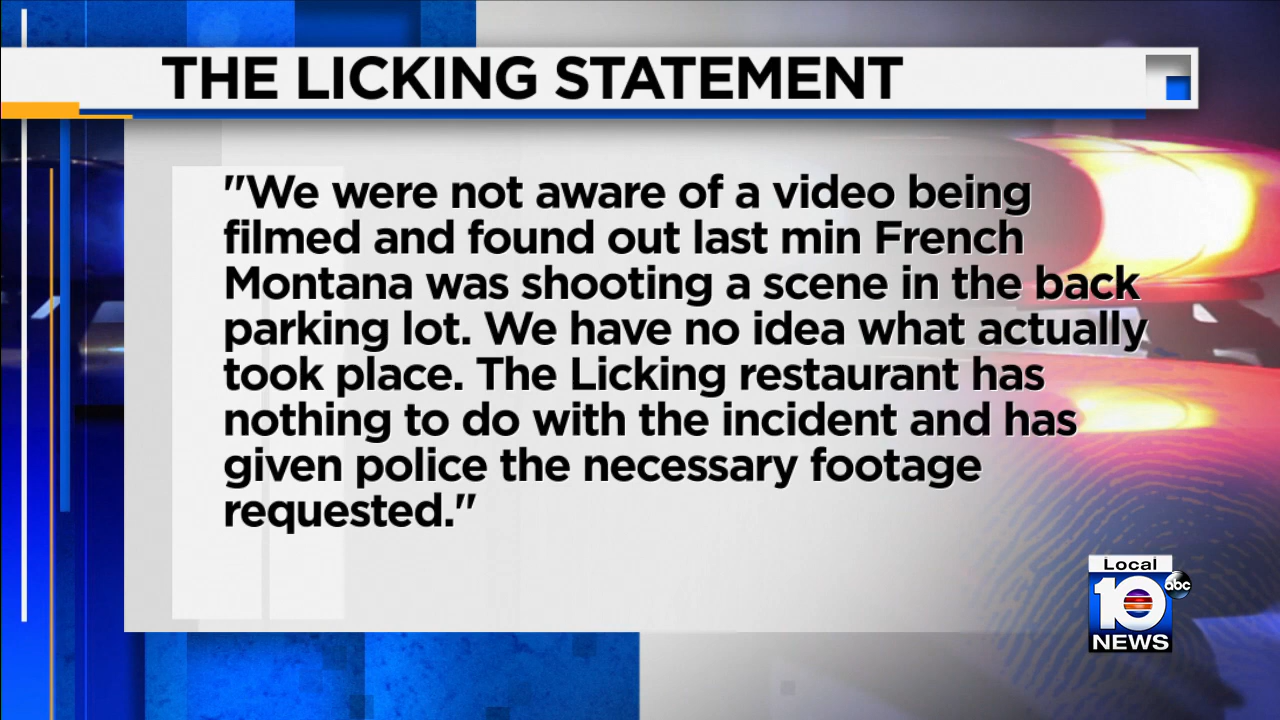 THE LICKING STATEMENT
"We were not aware of a video being
filmed and found out last min French
Montana was shooting a scene in the back
parking lot. We have no idea what actually
took place. The Licking restaurant has
nothing to do with the incident and has
given police the necessary footage
requested."
Local
10
abc
NEWS